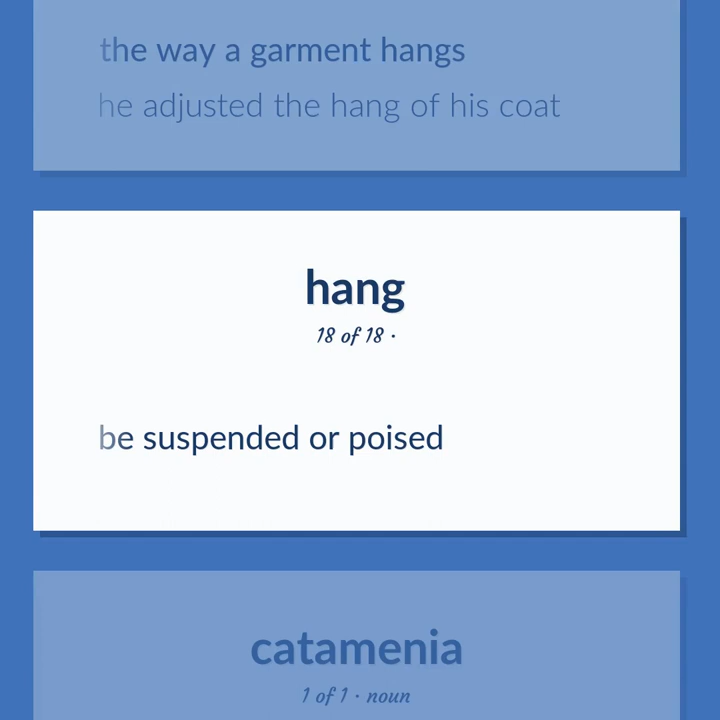 the way a garment hangs
he adjusted the hang of his coat
hang
18 of 18 ·
be suspended or poised
catamenia
1 of 1 · noun